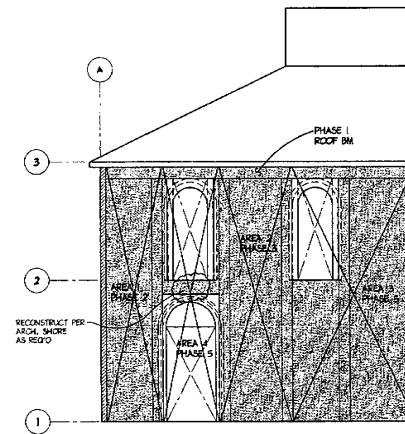 A
3
PHASE 1
ROOF BM
AREA 2
PHASE 3
2
AREA 1
PHASE 2
AREA 3
PHASE
RECONSTRUCT PER
ARCH. SHORE
AS REQ'D
AREA 4
PHASE 5
1